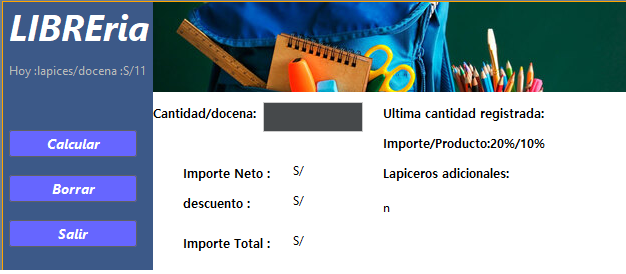 LIBREria
Hoy :lapices/docena :S/11
Calcular
Borrar
Salir
Cantidad/docena:
Importe Neto : S/
descuento : S/
Importe Total : S/
Ultima cantidad registrada:
Importe/Producto:20%/10%
Lapiceros adicionales:
n